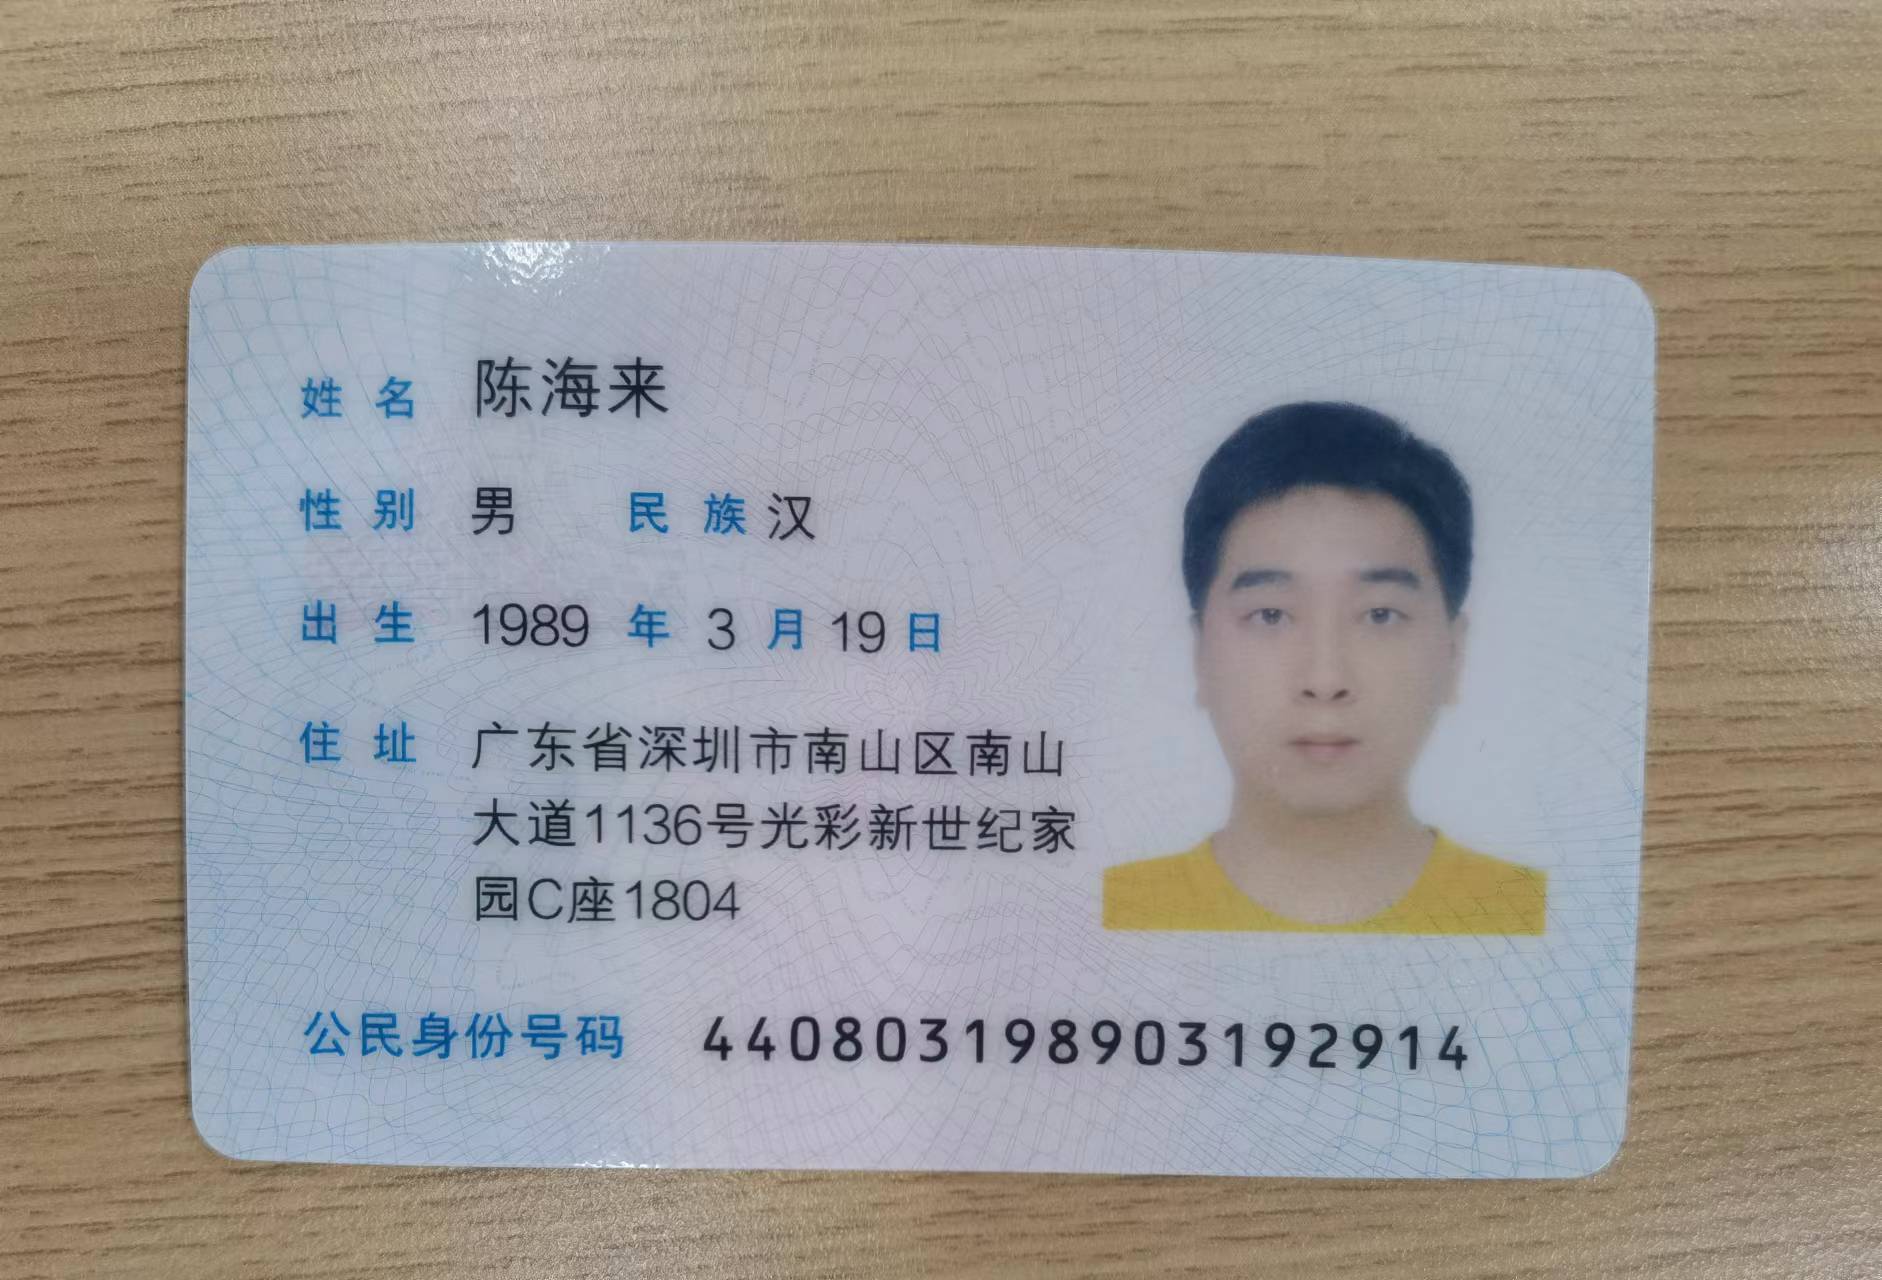 姓名 陈海来
性别 男 民族 汉
出生 1989 年 3 月 19 日
住址 广东省深圳市南山区南山
大道1136号光彩新世纪家
园C座1804
公民身份号码 440803198903192914